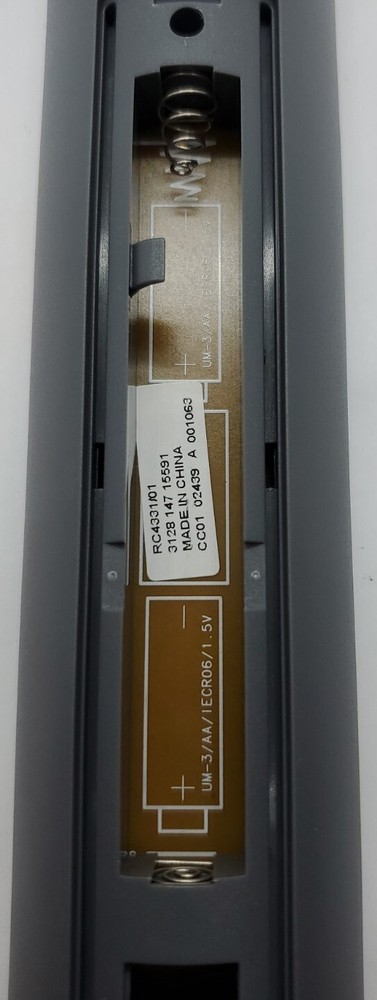 UM-3/AA/
RC4331/01
3128 147 15591
MADE IN CHINA
CC01 02439 A 001063
UM-3/AA/IECR06/1.5V